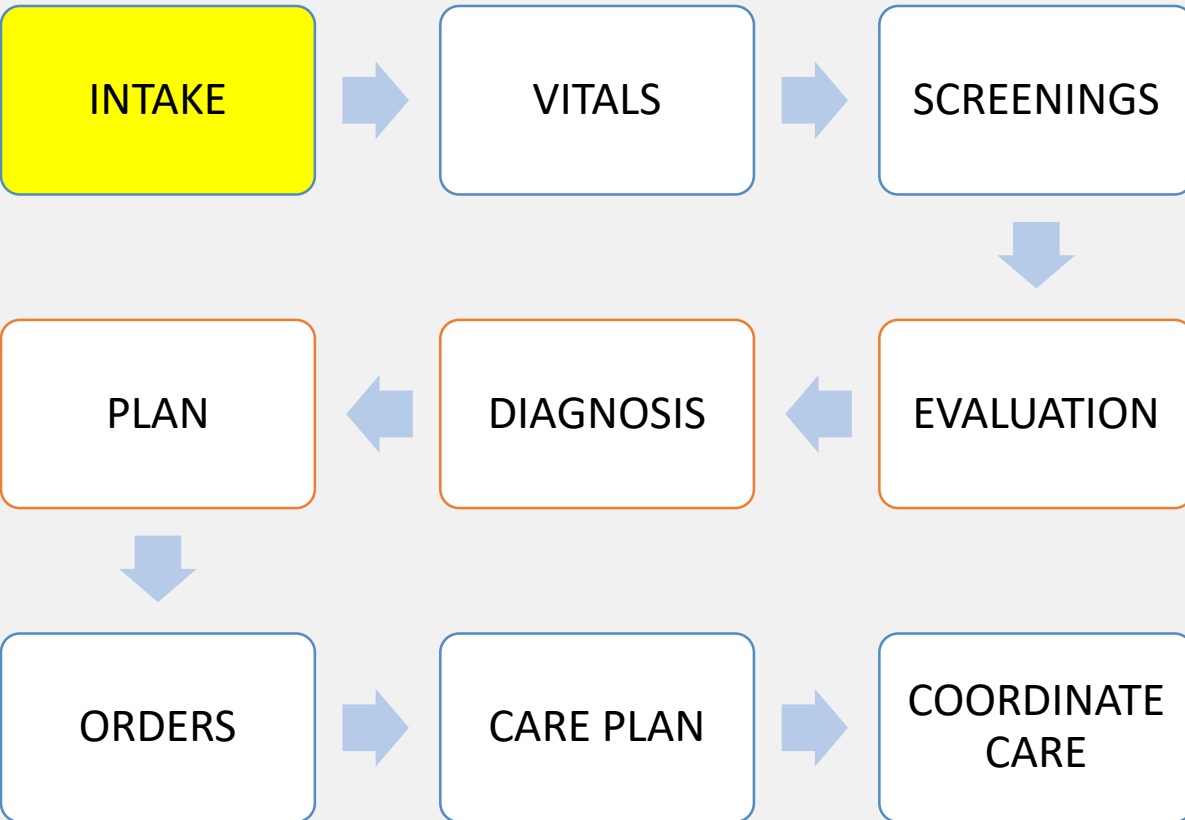 INTAKE
VITALS
SCREENINGS
EVALUATION
DIAGNOSIS
PLAN
ORDERS
CARE PLAN
COORDINATE
CARE